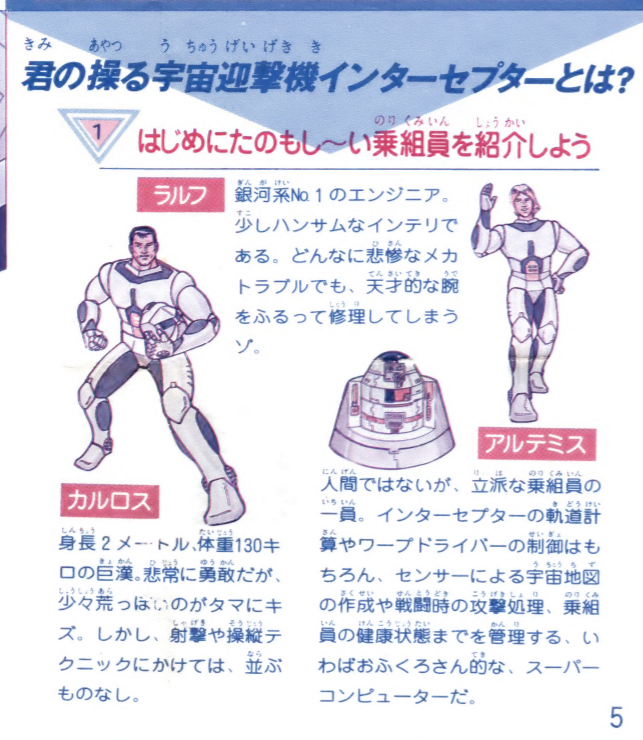 君の操る宇宙迎撃機インターセプターとは?
1
はじめにたのもし～い乗組員を紹介しよう
ラルフ
銀河系No.1のエンジニア。
少しハンサムなインテリで
ある。どんなに悲惨なメカ
トラブルでも、天才的な腕
をふるって修理してしまう
ゾ。
カルロス
身長2メートル、体重130キ
ロの巨漢。悲常に勇敢だが、
少々荒っぽいのがタマにキ
ズ。しかし、射撃や操縦テ
クニックにかけては、並ぶ
ものなし。
アルテミス
人間ではないが、立派な乗組員の
一員。インターセプターの軌道計
算やワープドライバーの制御はも
ちろん、センサーによる宇宙地図
の作成や戦闘時の攻撃処理、乗組
員の健康状態までを管理する、い
わばおふくろさん的な、スーパー
コンピューターだ。
5